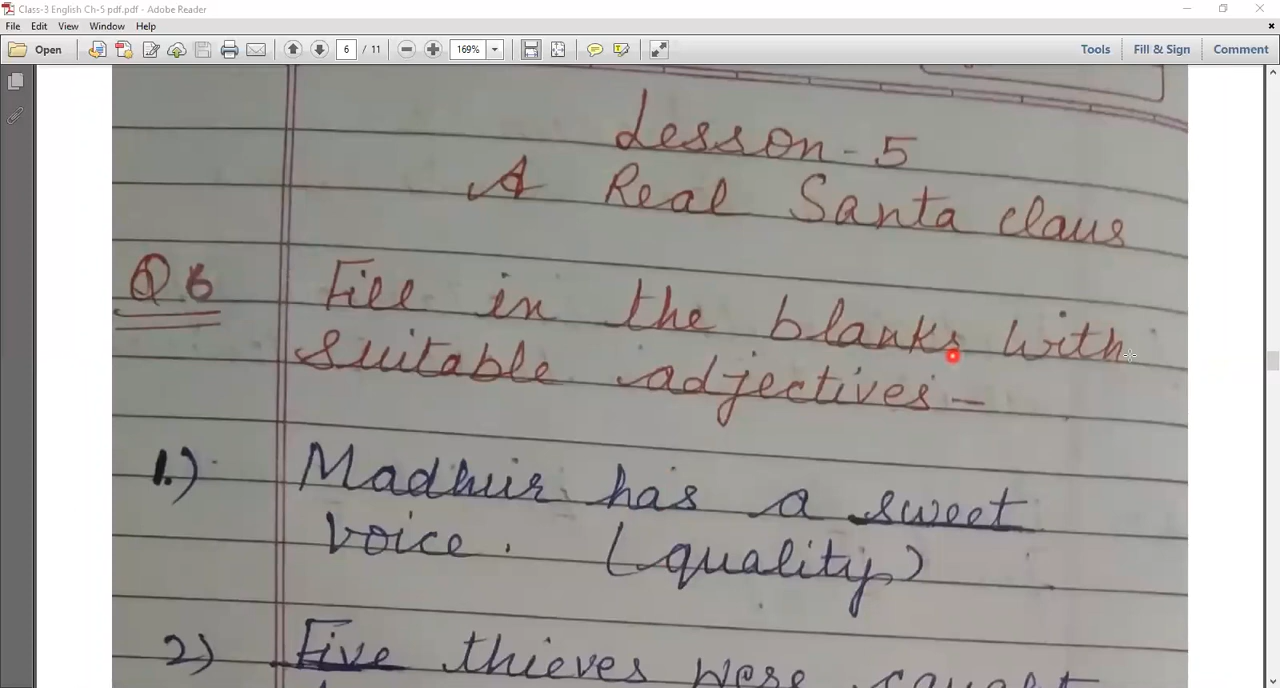 Class-3 English Ch-5 pdf.pdf - Adobe Reader
File Edit View Window Help
Open 6 / 11 169% Tools Fill & Sign Comment
Lesson - 5
A Real Santa claus
Q.6 Fill in the blanks with
suitable adjectives -
1.) Madhur has a sweet
voice. (quality)
2) Five thieves were caught